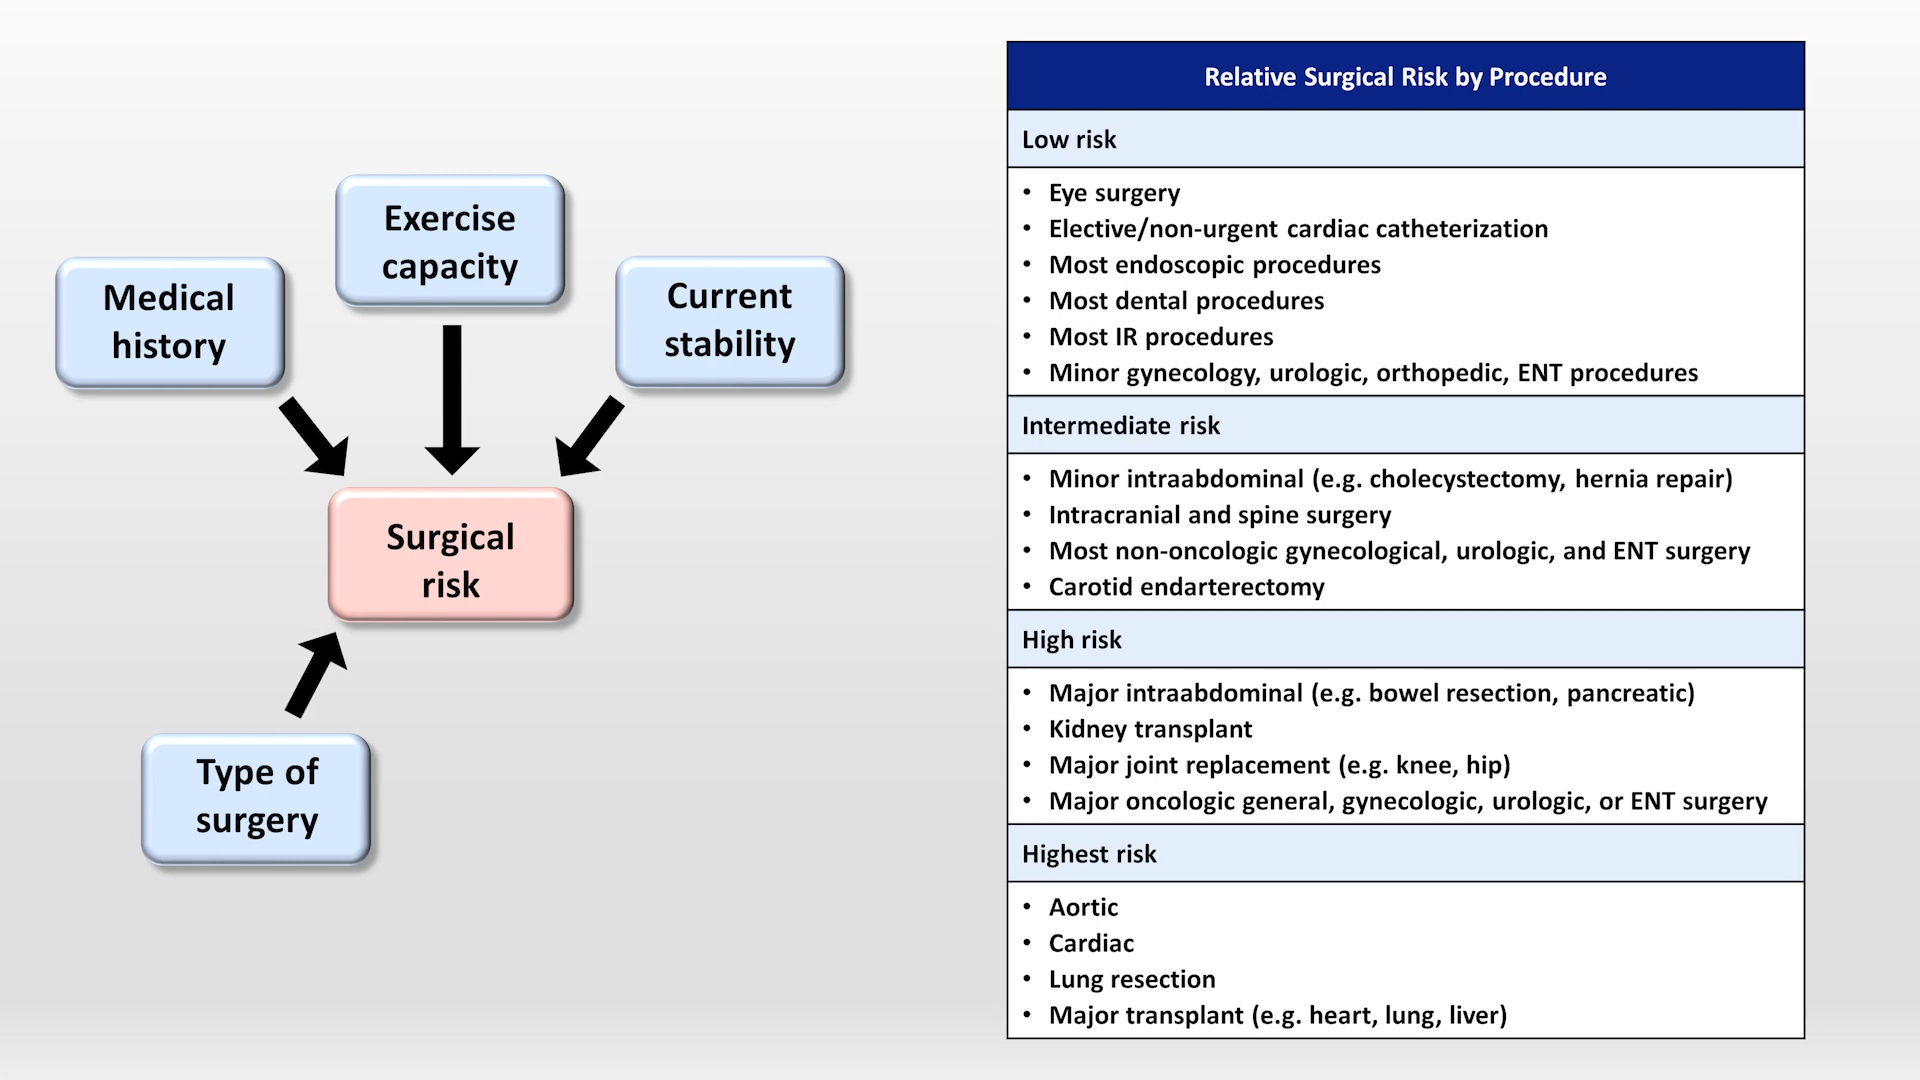 Exercise
capacity
Medical
history
Current
stability
Surgical
risk
Type of
surgery
Relative Surgical Risk by Procedure
Low risk
• Eye surgery
• Elective/non-urgent cardiac catheterization
• Most endoscopic procedures
• Most dental procedures
• Most IR procedures
• Minor gynecology, urologic, orthopedic, ENT procedures
Intermediate risk
• Minor intraabdominal (e.g. cholecystectomy, hernia repair)
• Intracranial and spine surgery
• Most non-oncologic gynecological, urologic, and ENT surgery
• Carotid endarterectomy
High risk
• Major intraabdominal (e.g. bowel resection, pancreatic)
• Kidney transplant
• Major joint replacement (e.g. knee, hip)
• Major oncologic general, gynecologic, urologic, or ENT surgery
Highest risk
• Aortic
• Cardiac
• Lung resection
• Major transplant (e.g. heart, lung, liver)